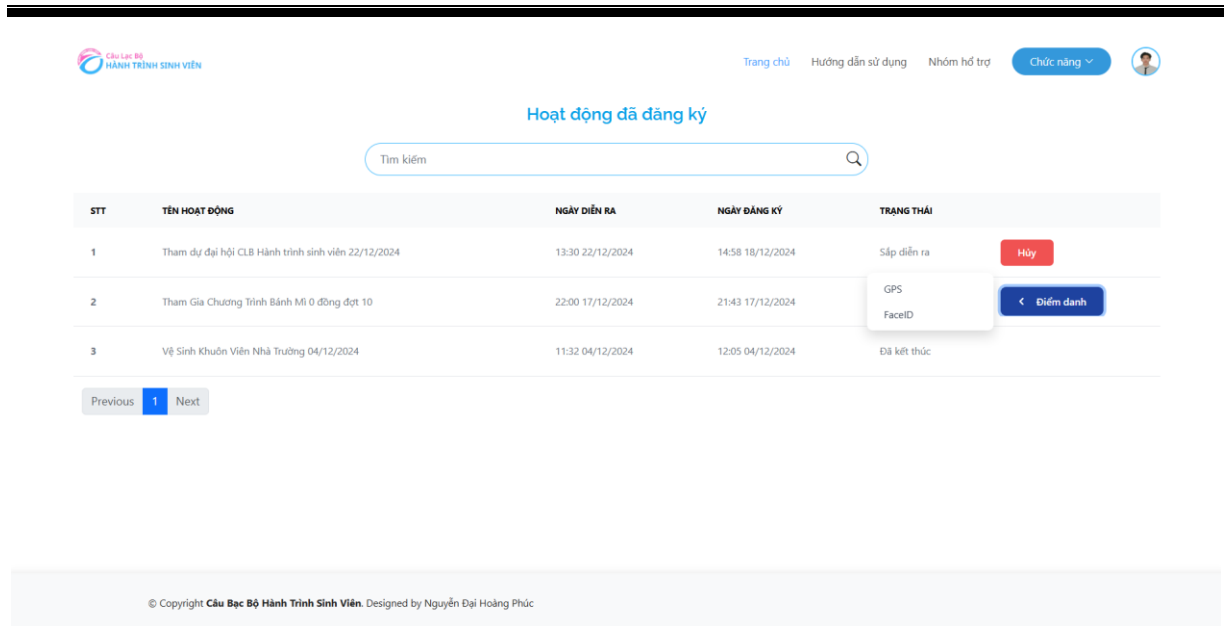 Câu Lạc Bộ
HÀNH TRÌNH SINH VIÊN
Trang chủ Hướng dẫn sử dụng Nhóm hổ trợ Chức năng
Hoạt động đã đăng ký
Tìm kiếm
STT TÊN HOẠT ĐỘNG NGÀY DIỄN RA NGÀY ĐĂNG KÝ TRẠNG THÁI
1 Tham dự đại hội CLB Hành trình sinh viên 22/12/2024 13:30 22/12/2024 14:58 18/12/2024 Sắp diễn ra Hủy
2 Tham Gia Chương Trình Bánh Mì 0 đồng đợt 10 22:00 17/12/2024 21:43 17/12/2024 Điểm danh
GPS
FaceID
3 Vệ Sinh Khuôn Viên Nhà Trường 04/12/2024 11:32 04/12/2024 12:05 04/12/2024 Đã kết thúc
Previous 1 Next
© Copyright Câu Bạc Bộ Hành Trình Sinh Viên. Designed by Nguyễn Đại Hoàng Phúc